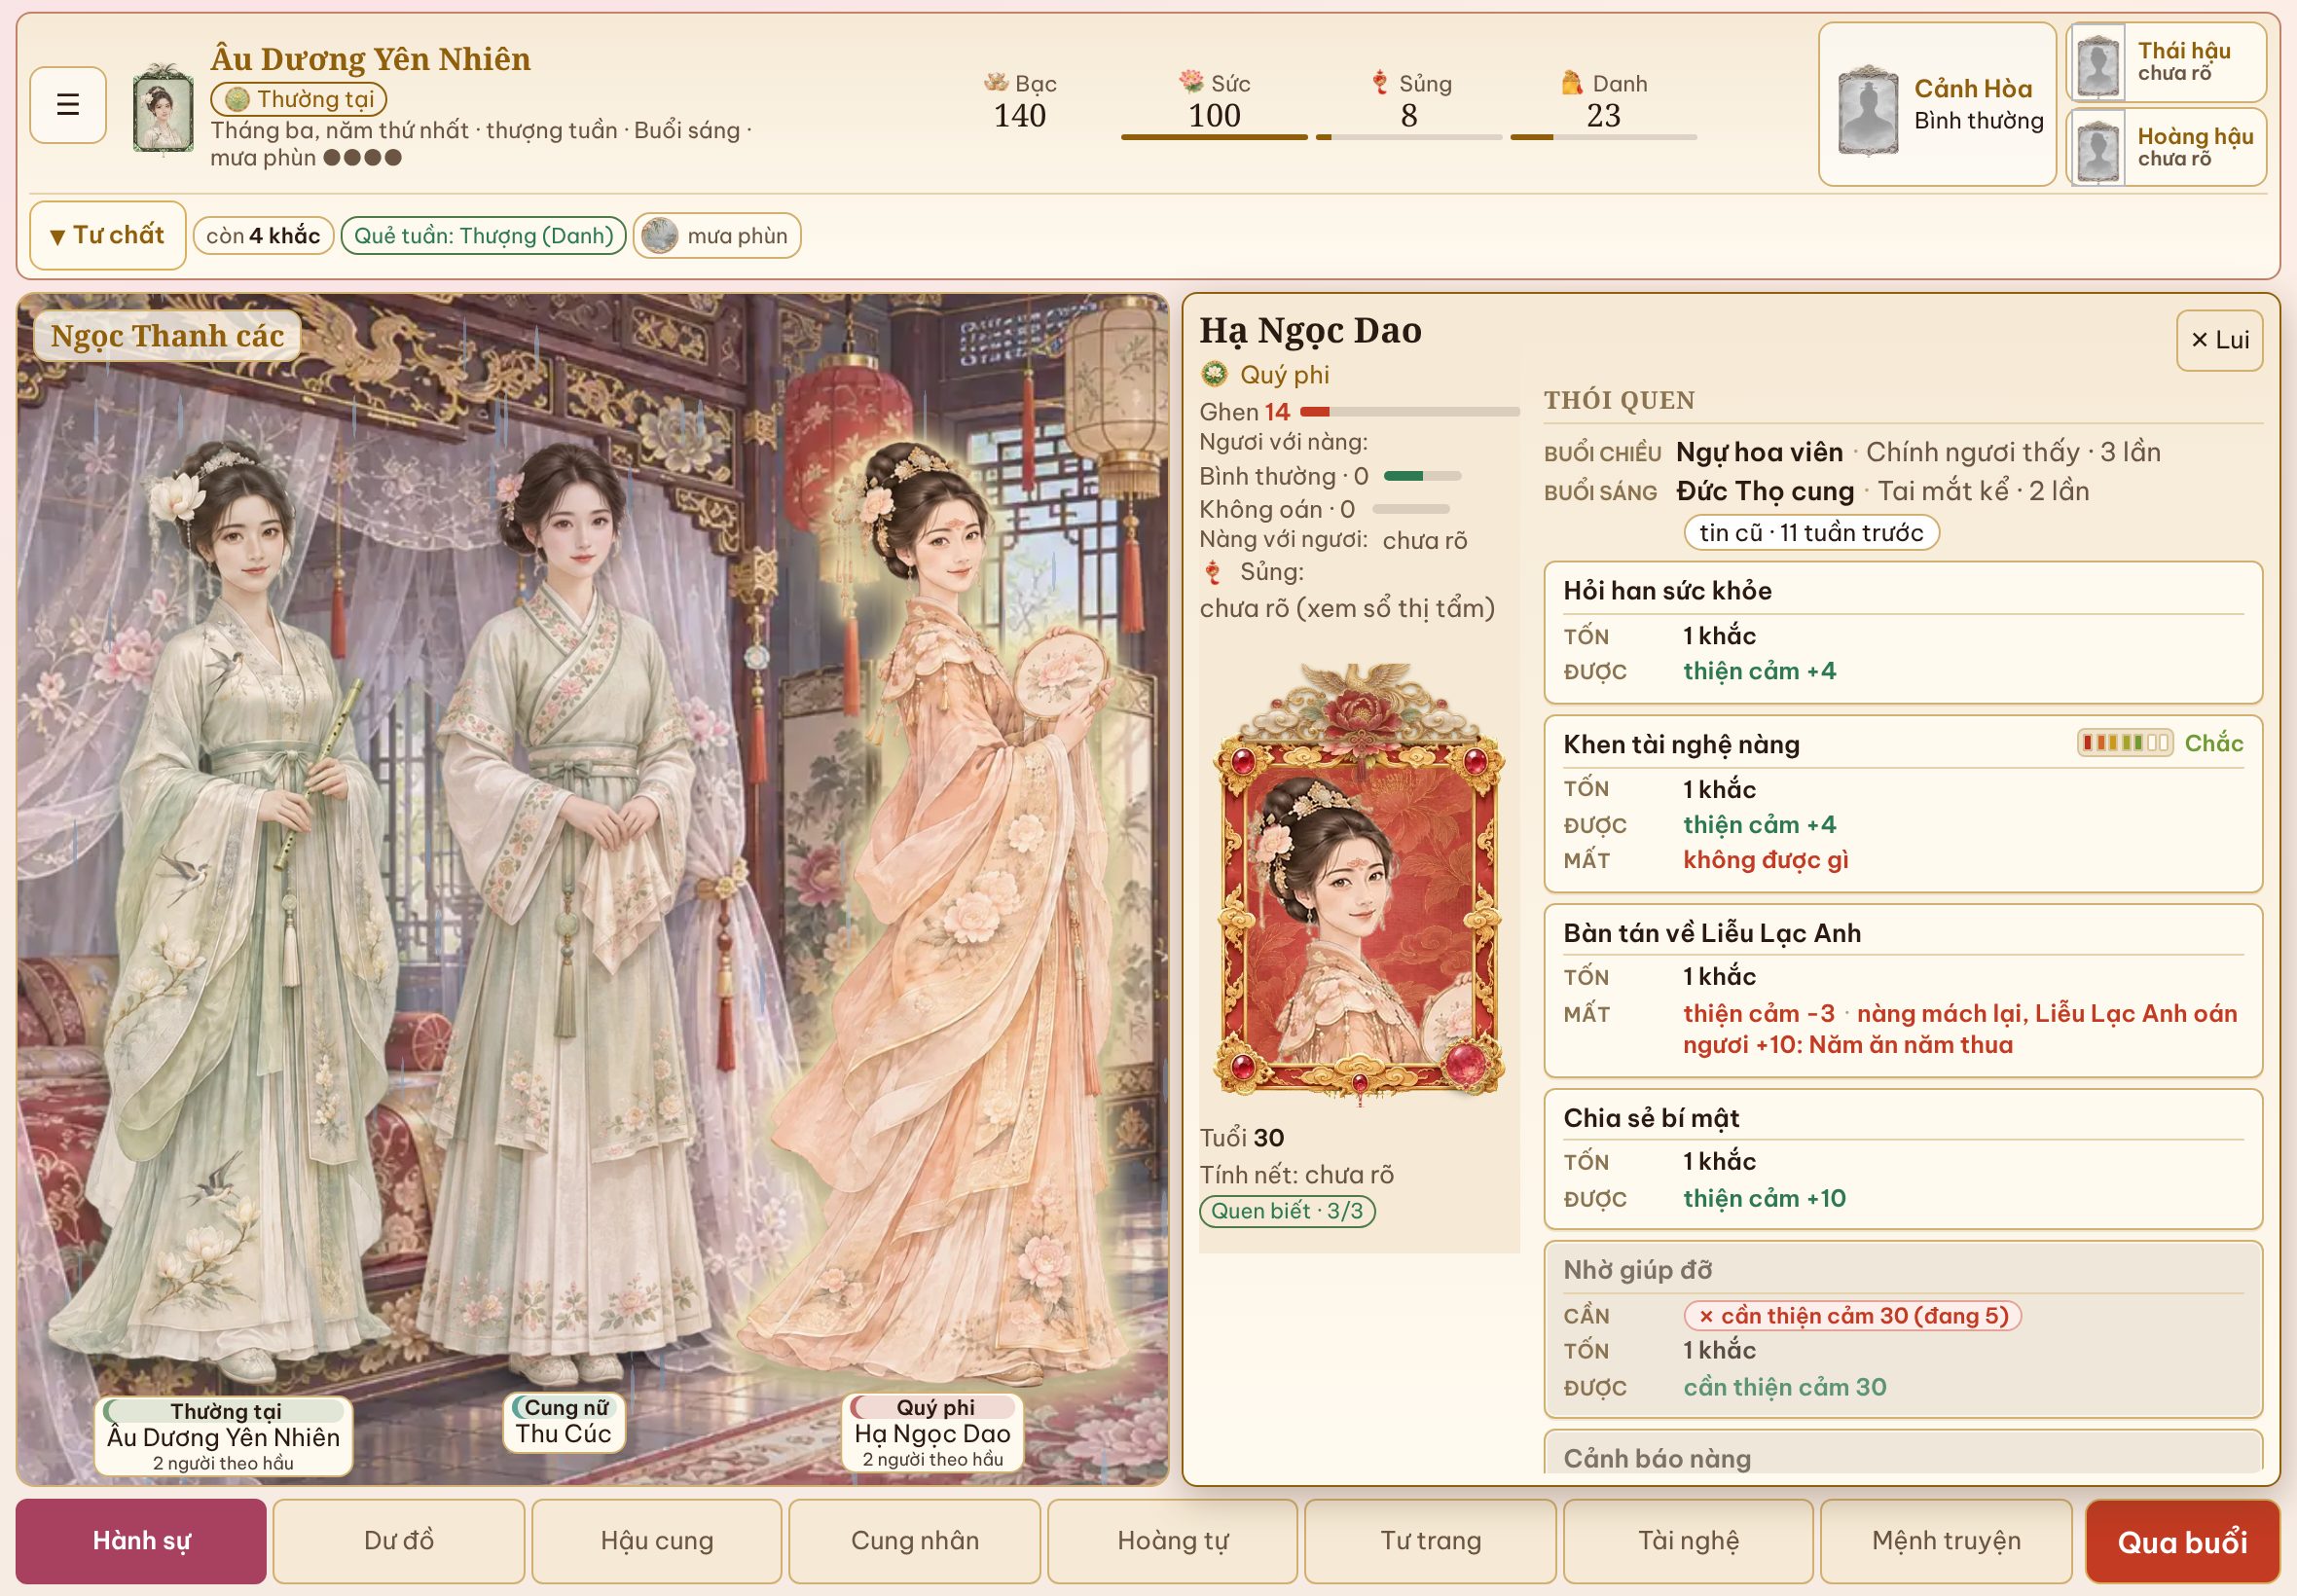 ☰
Âu Dương Yên Nhiên
Thường tại
Tháng ba, năm thứ nhất · thượng tuần · Buổi sáng ·
mưa phùn ●●●●
Bạc
140
Sức
100
Sủng
8
Danh
23
Cảnh Hòa
Bình thường
Thái hậu
chưa rõ
Hoàng hậu
chưa rõ
▼ Tư chất
còn 4 khắc
Quẻ tuần: Thượng (Danh)
mưa phùn
Ngọc Thanh các
Thường tại
Âu Dương Yên Nhiên
2 người theo hầu
Cung nữ
Thu Cúc
Quý phi
Hạ Ngọc Dao
2 người theo hầu
Hạ Ngọc Dao
× Lui
Quý phi
Ghen 14
Ngươi với nàng:
Bình thường · 0
Không oán · 0
Nàng với ngươi: chưa rõ
Sủng:
chưa rõ (xem sổ thị tẩm)
Tuổi 30
Tính nết: chưa rõ
Quen biết · 3/3
THÓI QUEN
BUỔI CHIỀU Ngự hoa viên · Chính ngươi thấy · 3 lần
BUỔI SÁNG Đức Thọ cung · Tai mắt kể · 2 lần
tin cũ · 11 tuần trước
Hỏi han sức khỏe
TỐN 1 khắc
ĐƯỢC thiện cảm +4
Khen tài nghệ nàng Chắc
TỐN 1 khắc
ĐƯỢC thiện cảm +4
MẤT không được gì
Bàn tán về Liễu Lạc Anh
TỐN 1 khắc
MẤT thiện cảm -3 · nàng mách lại, Liễu Lạc Anh oán
ngươi +10: Năm ăn năm thua
Chia sẻ bí mật
TỐN 1 khắc
ĐƯỢC thiện cảm +10
Nhờ giúp đỡ
CẦN × cần thiện cảm 30 (đang 5)
TỐN 1 khắc
ĐƯỢC cần thiện cảm 30
Cảnh báo nàng
Hành sự
Dư đồ
Hậu cung
Cung nhân
Hoàng tự
Tư trang
Tài nghệ
Mệnh truyện
Qua buổi